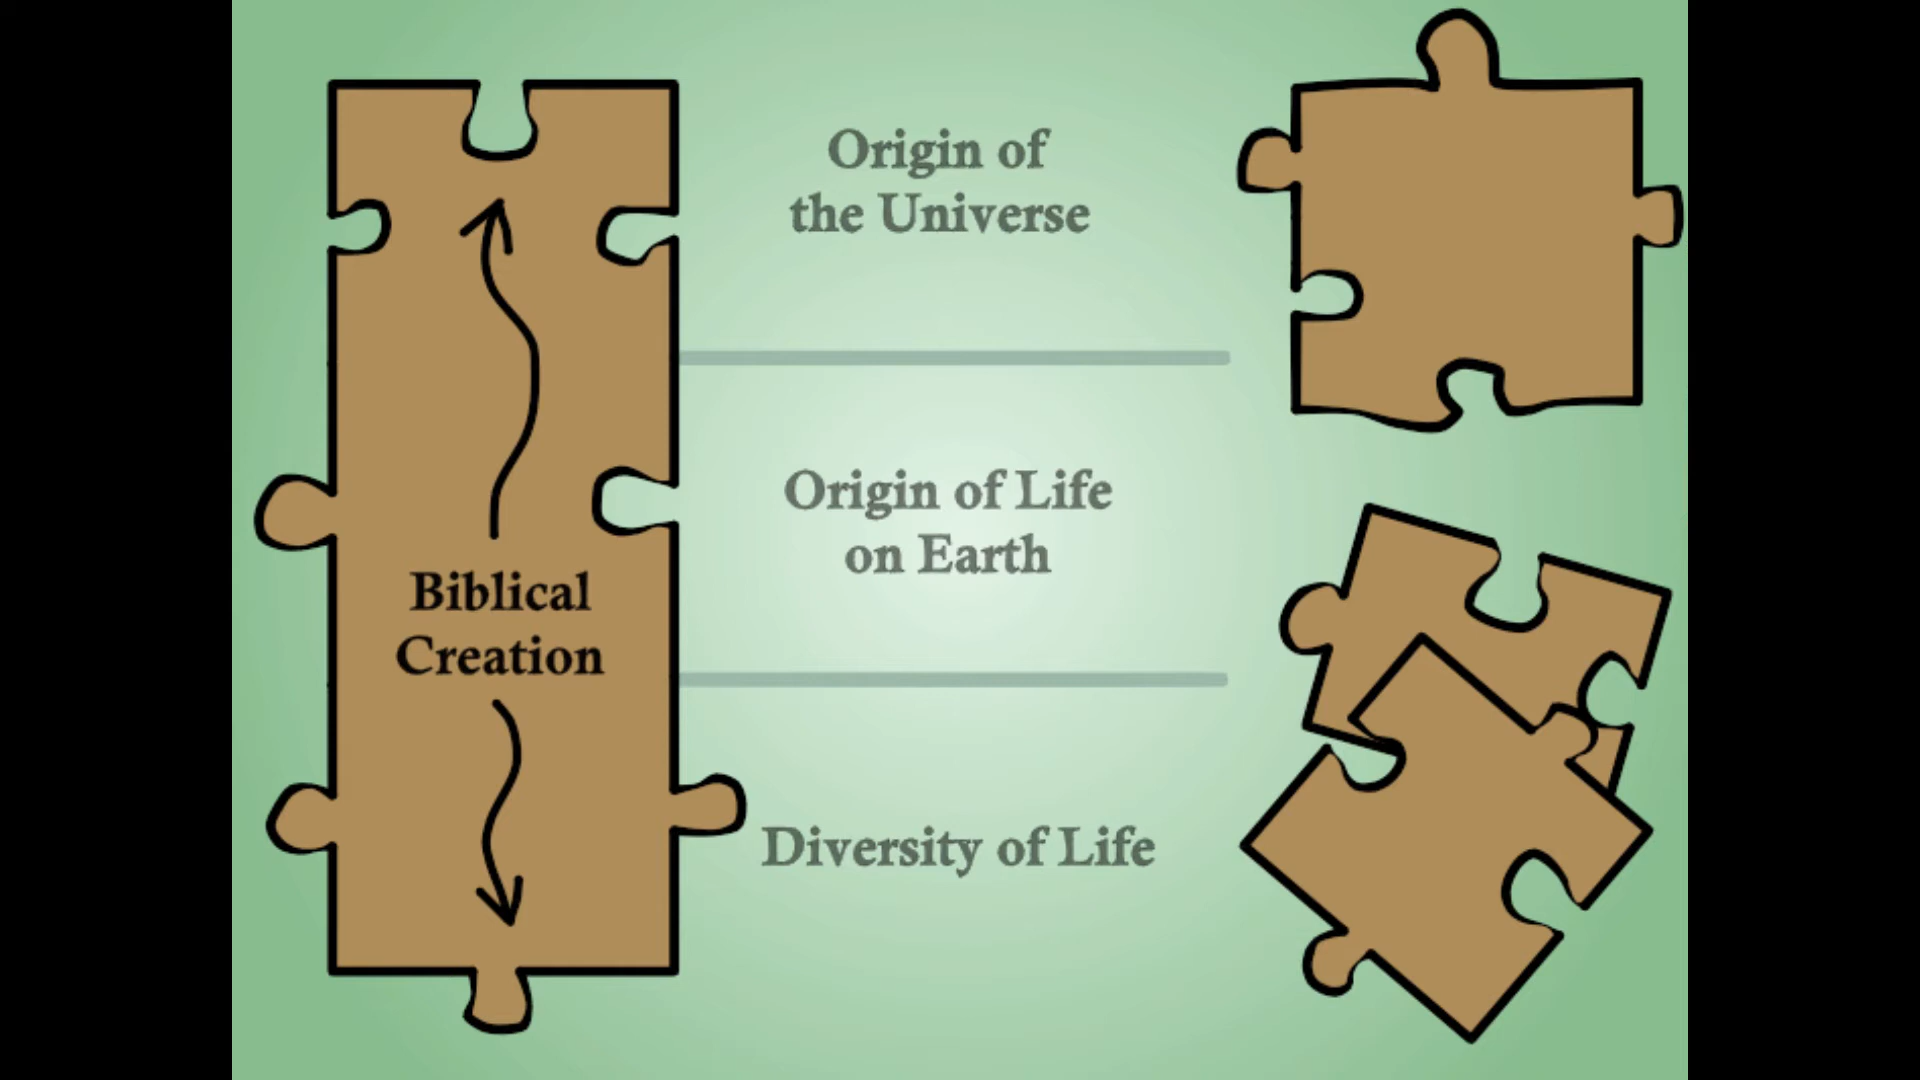 Origin of
the Universe
Origin of Life
on Earth
Biblical
Creation
Diversity of Life